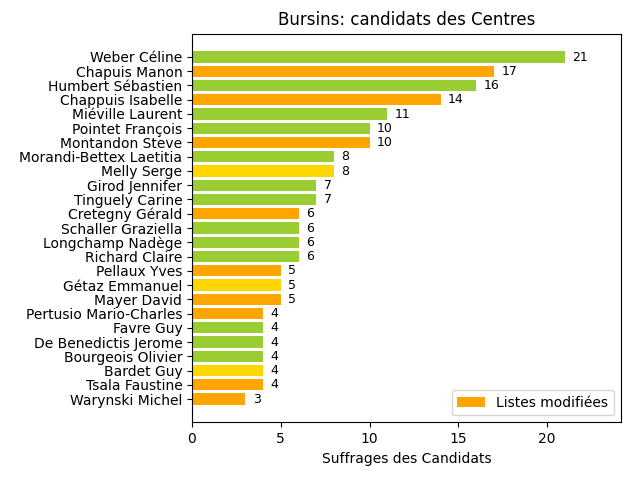 Bursins: candidats des Centres
Weber Céline 21
Chapuis Manon 17
Humbert Sébastien 16
Chappuis Isabelle 14
Miéville Laurent 11
Pointet François 10
Montandon Steve 10
Morandi-Bettex Laetitia 8
Melly Serge 8
Girod Jennifer 7
Tinguely Carine 7
Cretegny Gérald 6
Schaller Graziella 6
Longchamp Nadège 6
Richard Claire 6
Pellaux Yves 5
Gétaz Emmanuel 5
Mayer David 5
Pertusio Mario-Charles 4
Favre Guy 4
De Benedictis Jerome 4
Bourgeois Olivier 4
Bardet Guy 4
Tsala Faustine 4
Warynski Michel 3
Listes modifiées
0 5 10 15 20
Suffrages des Candidats